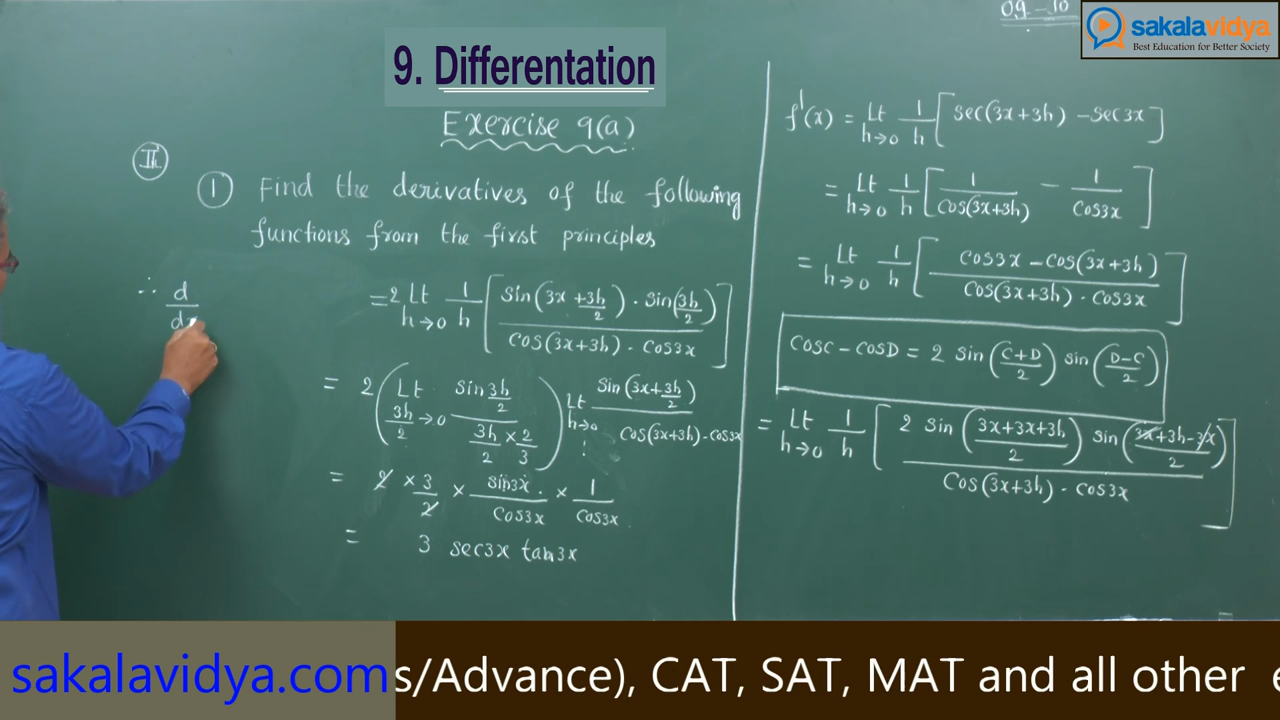 09-10
sakalavidya
Best Education for Better Society
9. Differentation
Exercise 9(a)
II
① Find the derivatives of the following
functions from the first principles
f'(x) = Lt h→0 1/h [sec(3x+3h) - sec3x]
= Lt h→0 1/h [1/cos(3x+3h) - 1/cos3x]
= Lt h→0 1/h [(cos3x - cos(3x+3h))/(cos(3x+3h) · cos3x)]
cosC - cosD = 2 sin((C+D)/2) sin((D-C)/2)
= Lt h→0 1/h [2 sin((3x+3x+3h)/2) sin((3x+3h-3x)/2)/(cos(3x+3h) · cos3x)]
= 2 Lt h→0 1/h [sin(3x+3h/2) · sin(3h/2)/(cos(3x+3h) · cos3x)]
= 2 (Lt 3h/2→0 sin 3h/2 / (3h/2 × 2/3)) Lt h→0 sin(3x+3h/2)/(cos(3x+3h) · cos3x)
= 2 × 3/2 × sin3x/cos3x × 1/cos3x
= 3 sec3x tan3x
∴ d/dx
sakalavidya.com s/Advance), CAT, SAT, MAT and all other e